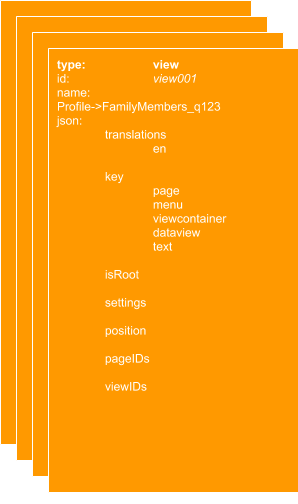 type: view
id: view001
name:
Profile->FamilyMembers_q123
json:
translations
en
key
page
menu
viewcontainer
dataview
text
isRoot
settings
position
pageIDs
viewIDs